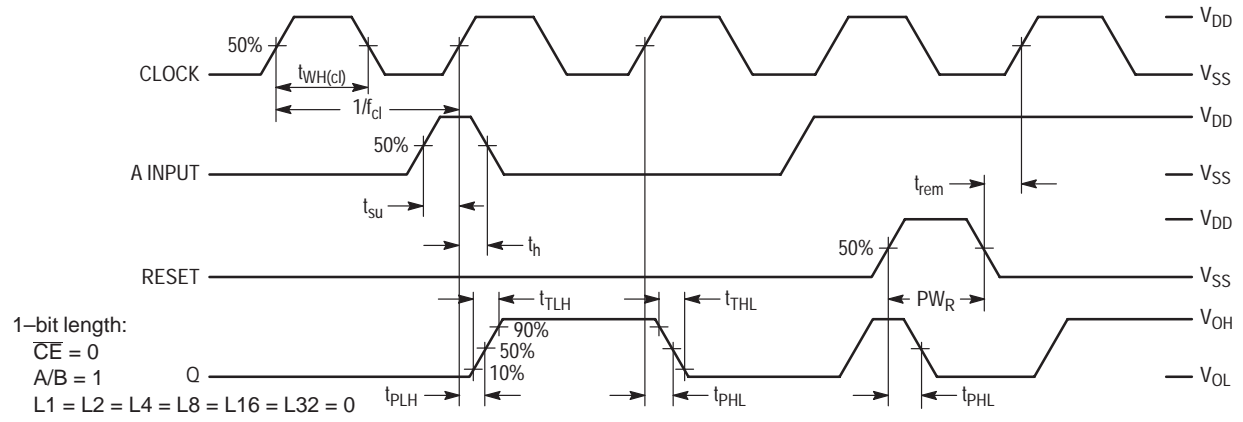 V_DD
50%
CLOCK
t_WH(cl)
V_SS
1/f_cl
V_DD
50%
A INPUT
V_SS
t_rem
t_su
V_DD
50%
t_h
RESET
V_SS
t_TLH
t_THL
PW_R
V_OH
1–bit length:
90%
C̅E̅ = 0
50%
A/B = 1
Q
10%
V_OL
t_PLH
t_PHL
t_PHL
L1 = L2 = L4 = L8 = L16 = L32 = 0